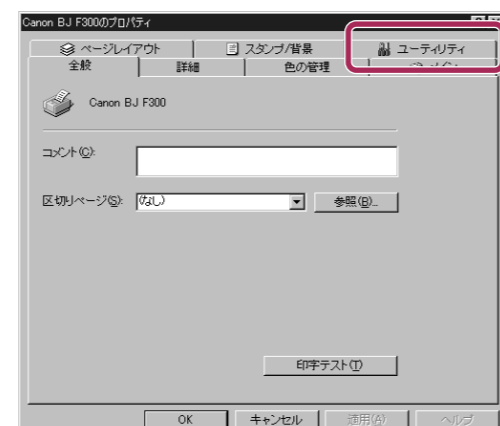 Canon BJ F300のプロパティ
ページレイアウト スタンプ/背景 ユーティリティ
全般 詳細 色の管理
Canon BJ F300
コメント(C):
区切りページ(S): (なし) 参照(B)...
印字テスト(T)
OK キャンセル 適用(A) ヘルプ